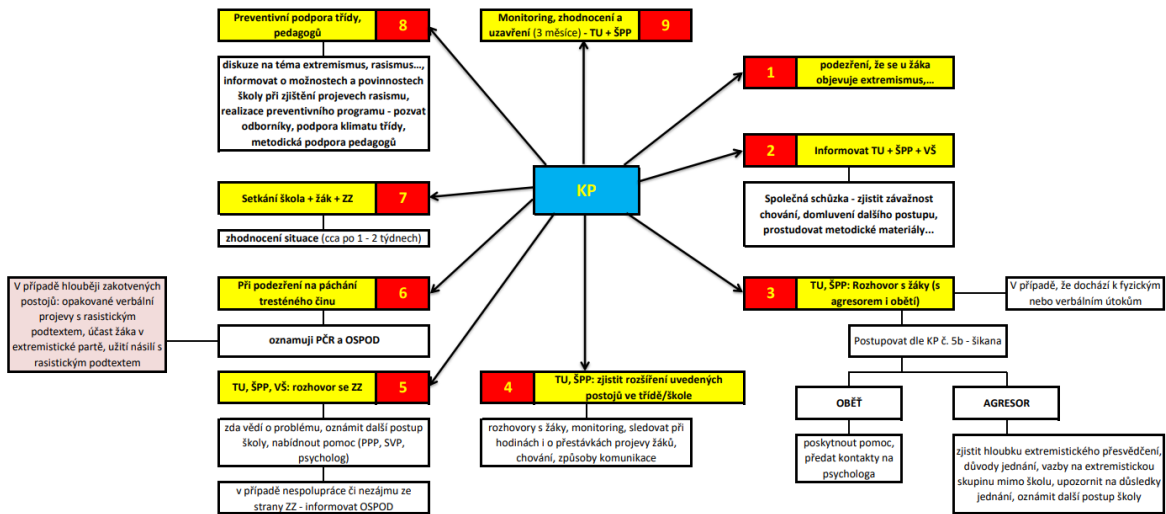 Preventivní podpora třídy,
pedagogů
8
diskuze na téma extremismus, rasismus…,
informovat o možnostech a povinnostech
školy při zjištění projevech rasismu,
realizace preventivního programu - pozvat
odborníky, podpora klimatu třídy,
metodická podpora pedagogů
Monitoring, zhodnocení a
uzavření (3 měsíce) - TU + ŠPP
9
1
podezření, že se u žáka
objevuje extremismus,…
2
Informovat TU + ŠPP + VŠ
Společná schůzka - zjistit závažnost
chování, domluvení dalšího postupu,
prostudovat metodické materiály...
KP
Setkání škola + žák + ZZ
7
zhodnocení situace (cca po 1 - 2 týdnech)
V případě hlouběji zakotvených
postojů: opakované verbální
projevy s rasistickým
podtextem, účast žáka v
extremistické partě, užití násilí s
rasistickým podtextem
Při podezření na páchání
tresténého činu
6
oznamuji PČR a OSPOD
3
TU, ŠPP: Rozhovor s žáky (s
agresorem i obětí)
V případě, že dochází k fyzickým
nebo verbálním útokům
Postupovat dle KP č. 5b - šikana
OBĚŤ
poskytnout pomoc,
předat kontakty na
psychologa
AGRESOR
zjistit hloubku extremistického přesvědčení,
důvody jednání, vazby na extremistickou
skupinu mimo školu, upozornit na důsledky
jednání, oznámit další postup školy
TU, ŠPP, VŠ: rozhovor se ZZ
5
zda vědí o problému, oznámit další postup
školy, nabídnout pomoc (PPP, SVP,
psycholog)
v případě nespolupráce či nezájmu ze
strany ZZ - informovat OSPOD
4
TU, ŠPP: zjistit rozšíření uvedených
postojů ve třídě/škole
rozhovory s žáky, monitoring, sledovat při
hodinách i o přestávkách projevy žáků,
chování, způsoby komunikace